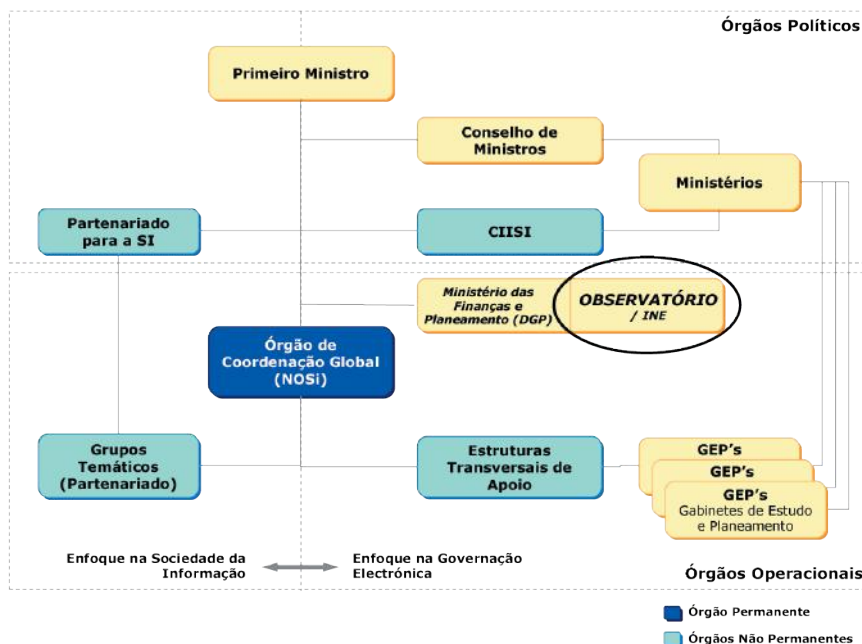 Órgãos Políticos
Primeiro Ministro
Conselho de
Ministros
Ministérios
Partenariado
para a SI
CIISI
Ministério das
Finanças e
Planeamento (DGP)
OBSERVATÓRIO
/ INE
Órgão de
Coordenação Global
(NOSi)
Grupos
Temáticos
(Partenariado)
Estruturas
Transversais de
Apoio
GEP’s
GEP’s
GEP’s
Gabinetes de Estudo
e Planeamento
Enfoque na Sociedade da
Informação
Enfoque na Governação
Electrónica
Órgãos Operacionais
Órgão Permanente
Órgãos Não Permanentes